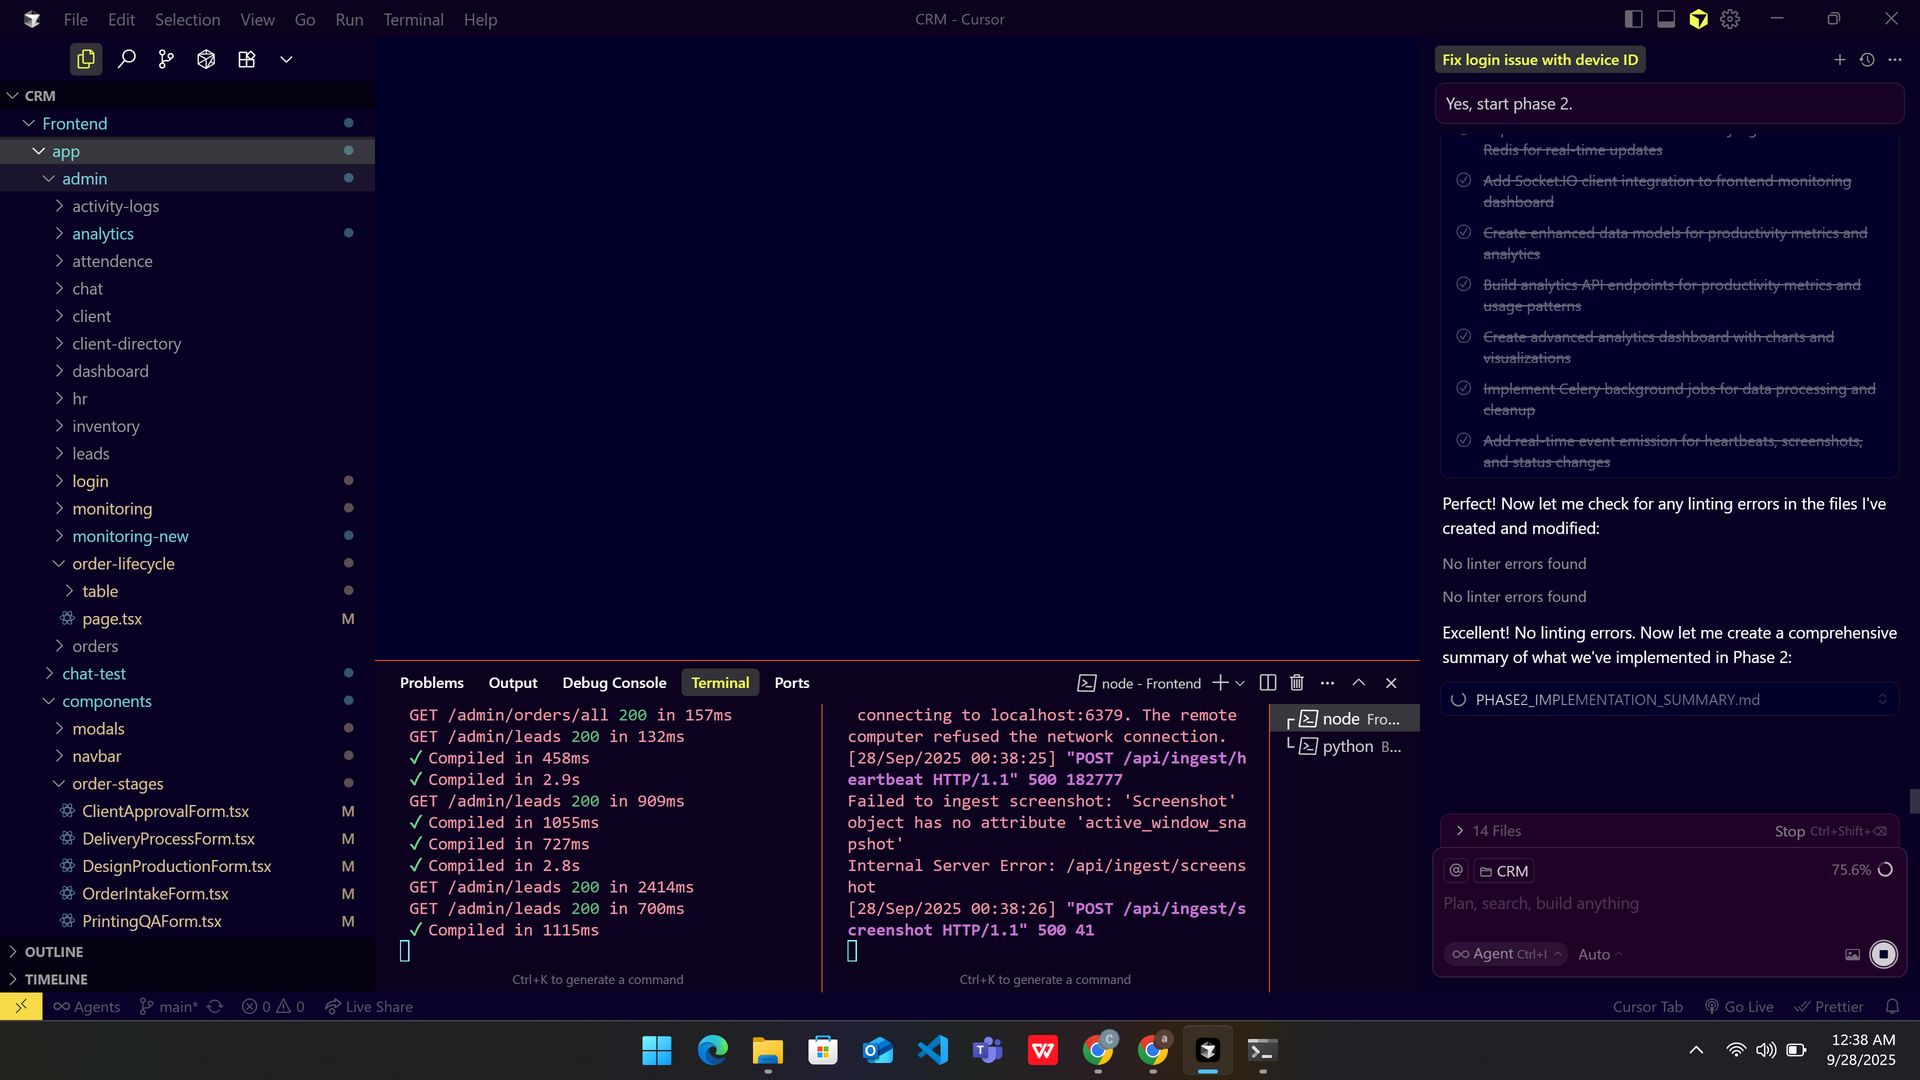 File Edit Selection View Go Run Terminal Help
CRM - Cursor
CRM
Frontend
app
admin
activity-logs
analytics
attendence
chat
client
client-directory
dashboard
hr
inventory
leads
login
monitoring
monitoring-new
order-lifecycle
table
page.tsx M
orders
chat-test
components
modals
navbar
order-stages
ClientApprovalForm.tsx M
DeliveryProcessForm.tsx M
DesignProductionForm.tsx M
OrderIntakeForm.tsx M
PrintingQAForm.tsx M
OUTLINE
TIMELINE
Problems Output Debug Console Terminal Ports
node - Frontend
GET /admin/orders/all 200 in 157ms
GET /admin/leads 200 in 132ms
✓ Compiled in 458ms
✓ Compiled in 2.9s
GET /admin/leads 200 in 909ms
✓ Compiled in 1055ms
✓ Compiled in 727ms
✓ Compiled in 2.8s
GET /admin/leads 200 in 2414ms
GET /admin/leads 200 in 700ms
✓ Compiled in 1115ms
Ctrl+K to generate a command
connecting to localhost:6379. The remote
computer refused the network connection.
[28/Sep/2025 00:38:25] "POST /api/ingest/h
eartbeat HTTP/1.1" 500 182777
Failed to ingest screenshot: 'Screenshot'
object has no attribute 'active_window_sna
pshot'
Internal Server Error: /api/ingest/screens
hot
[28/Sep/2025 00:38:26] "POST /api/ingest/s
creenshot HTTP/1.1" 500 41
Ctrl+K to generate a command
node Fro...
python B...
Fix login issue with device ID
Yes, start phase 2.
Redis for real-time updates
Add Socket.IO client integration to frontend monitoring
dashboard
Create enhanced data models for productivity metrics and
analytics
Build analytics API endpoints for productivity metrics and
usage patterns
Create advanced analytics dashboard with charts and
visualizations
Implement Celery background jobs for data processing and
cleanup
Add real-time event emission for heartbeats, screenshots,
and status changes
Perfect! Now let me check for any linting errors in the files I've
created and modified:
No linter errors found
No linter errors found
Excellent! No linting errors. Now let me create a comprehensive
summary of what we've implemented in Phase 2:
PHASE2_IMPLEMENTATION_SUMMARY.md
14 Files Stop Ctrl+Shift+⌫
@ CRM 75.6%
Plan, search, build anything
Agent Ctrl+I Auto
Agents main* 0 0 Live Share
Cursor Tab Go Live Prettier
12:38 AM
9/28/2025